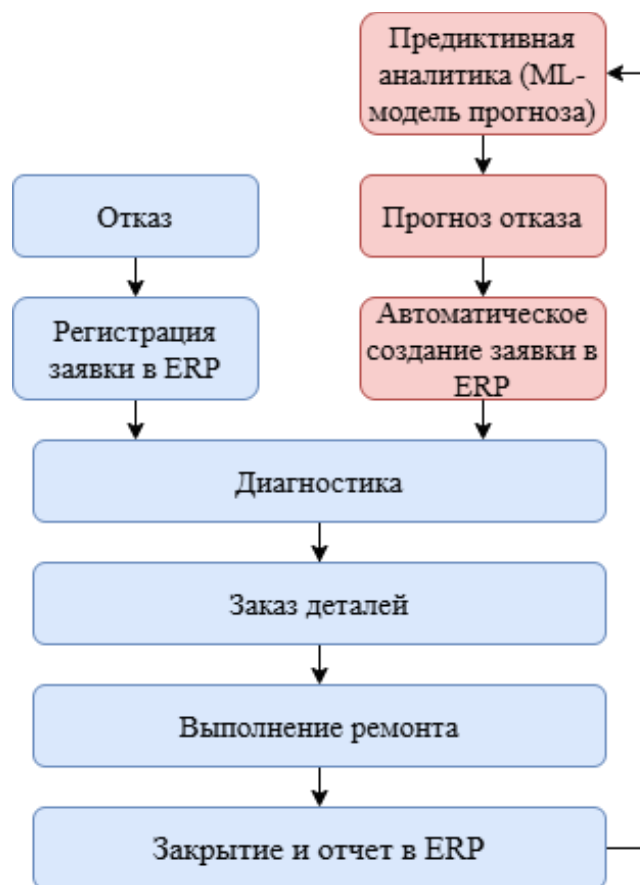 Предиктивная
аналитика (ML-
модель прогноза)
Отказ
Прогноз отказа
Регистрация
заявки в ERP
Автоматическое
создание заявки в
ERP
Диагностика
Заказ деталей
Выполнение ремонта
Закрытие и отчет в ERP